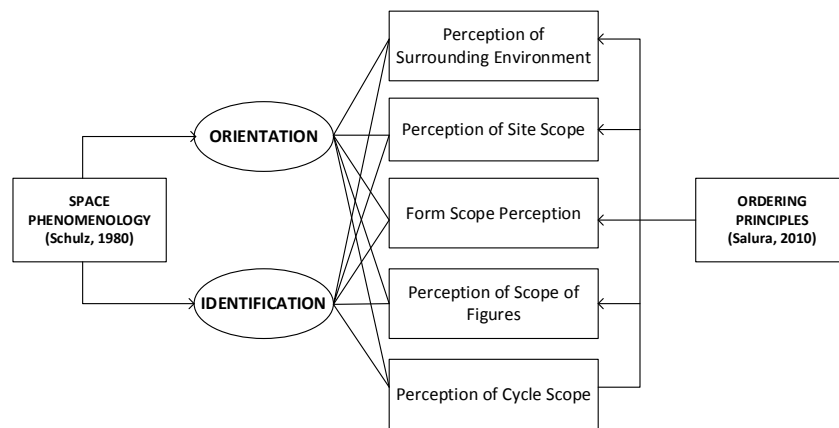 SPACE
PHENOMENOLOGY
(Schulz, 1980)
ORIENTATION
IDENTIFICATION
Perception of
Surrounding Environment
Perception of Site Scope
Form Scope Perception
Perception of Scope of
Figures
Perception of Cycle Scope
ORDERING
PRINCIPLES
(Salura, 2010)